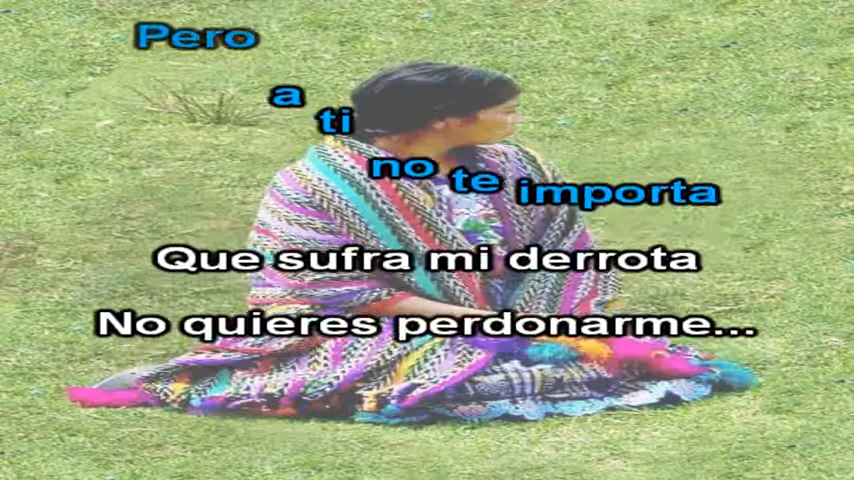 Pero a ti no te importa
Que sufra mi derrota
No quieres perdonarme...